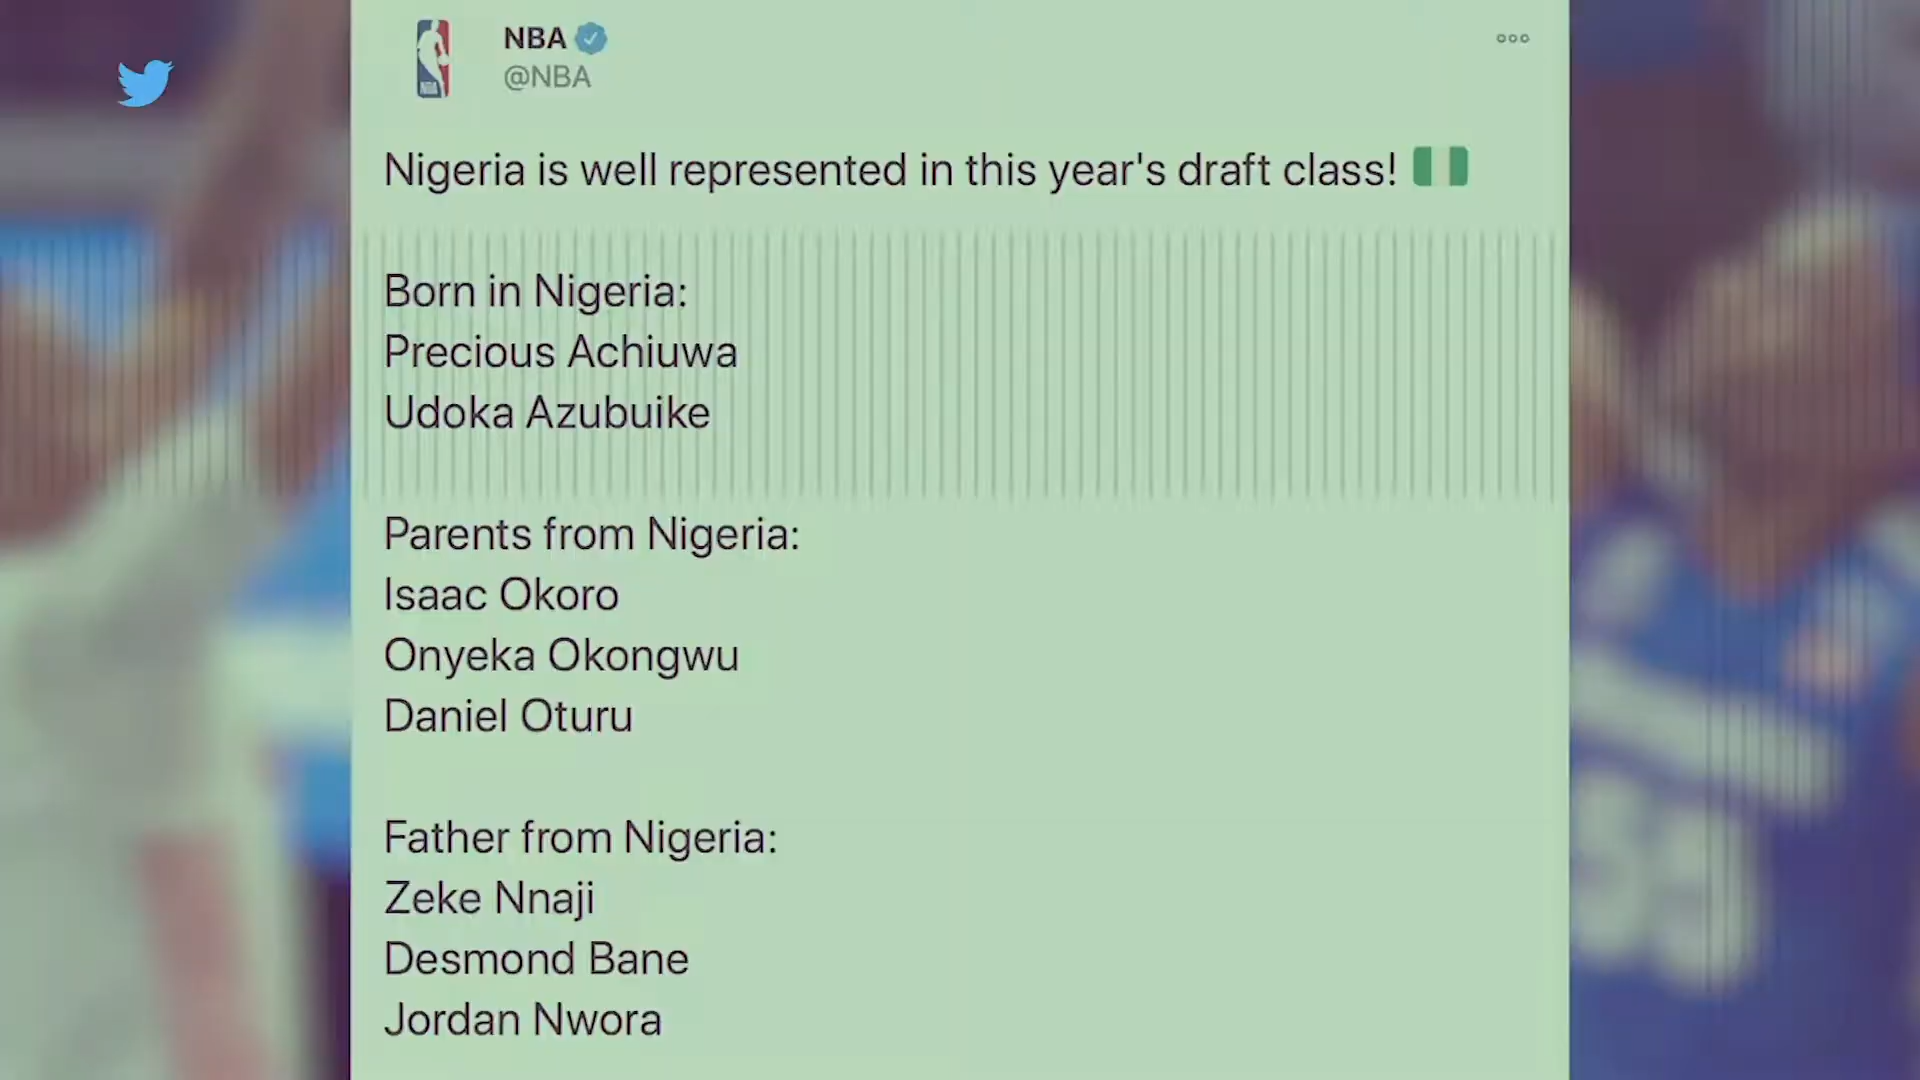 NBA
@NBA
Nigeria is well represented in this year's draft class! 🇳🇬
Born in Nigeria:
Precious Achiuwa
Udoka Azubuike
Parents from Nigeria:
Isaac Okoro
Onyeka Okongwu
Daniel Oturu
Father from Nigeria:
Zeke Nnaji
Desmond Bane
Jordan Nwora